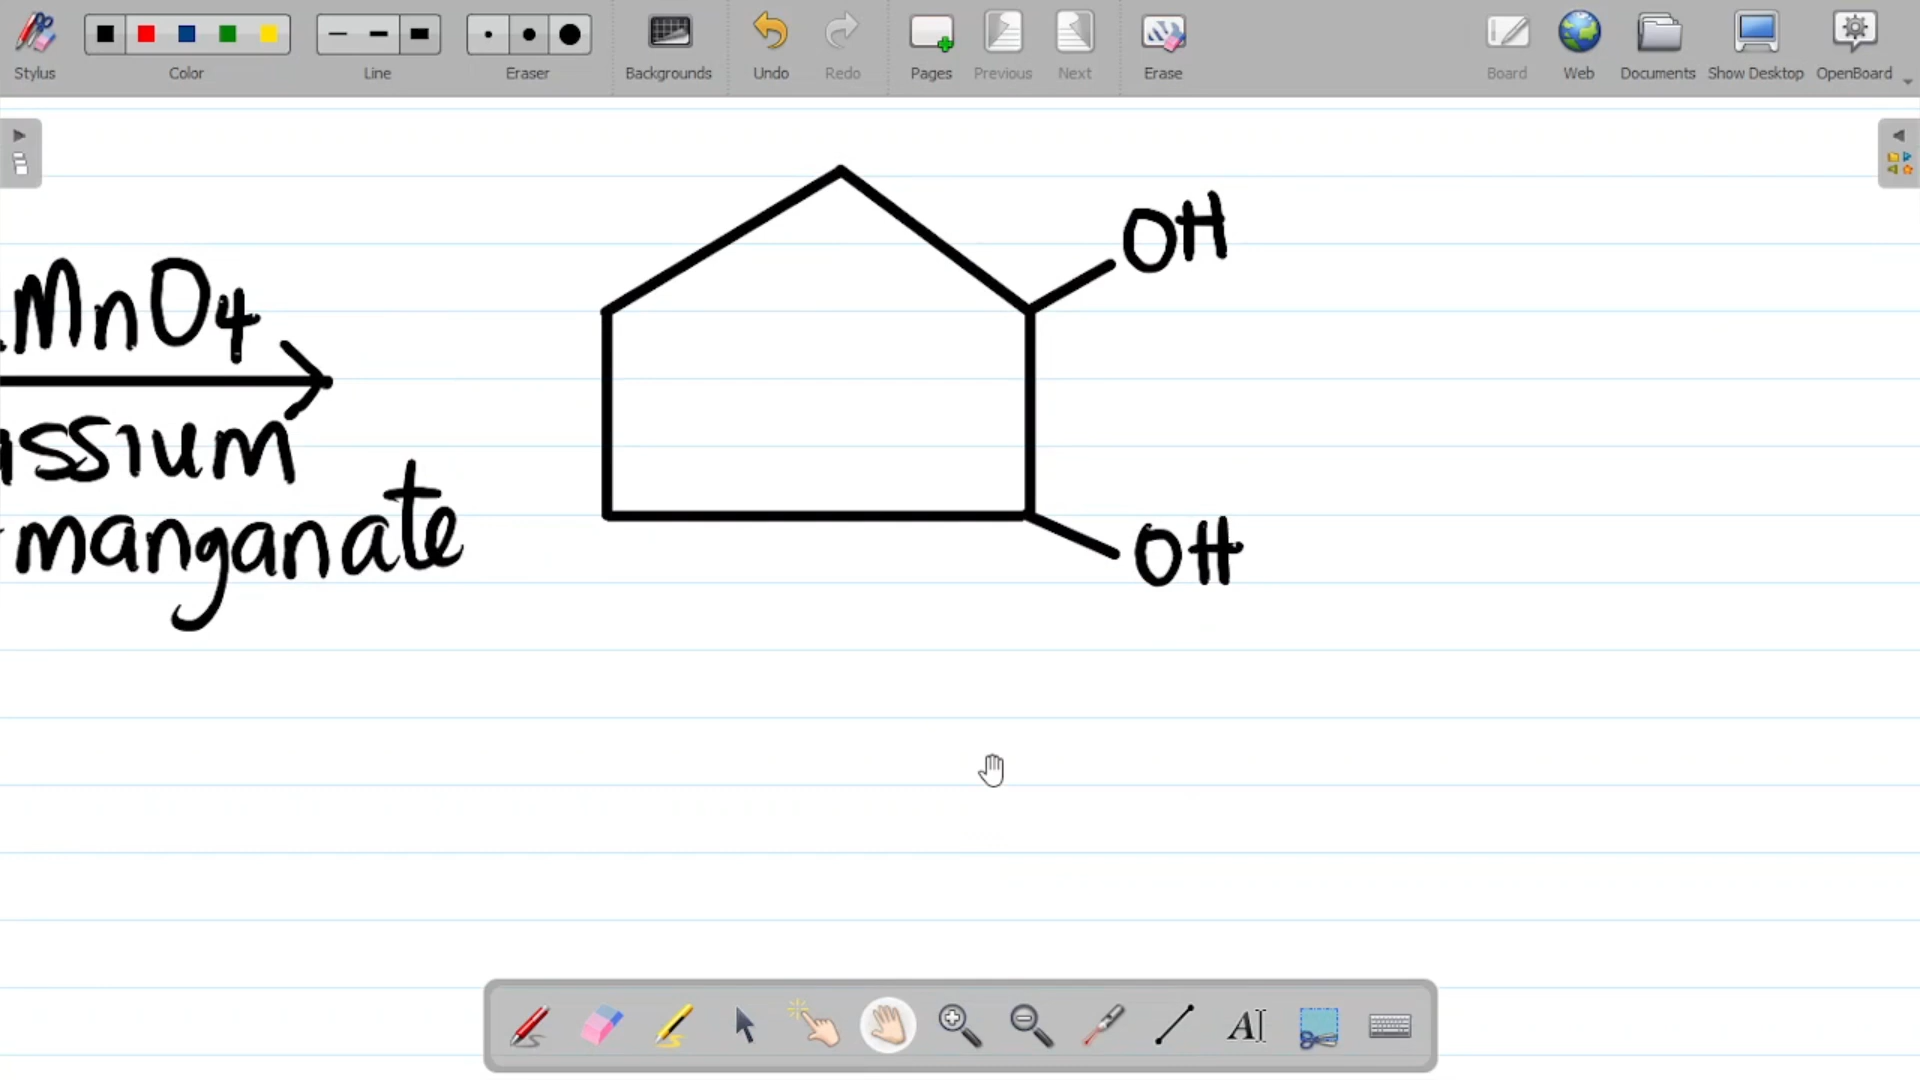 Stylus
Color
Line
Eraser
Backgrounds
Undo
Redo
Pages
Previous
Next
Erase
Board
Web
Documents
Show Desktop
OpenBoard
MnO4
ssium
manganate
OH
OH
AI